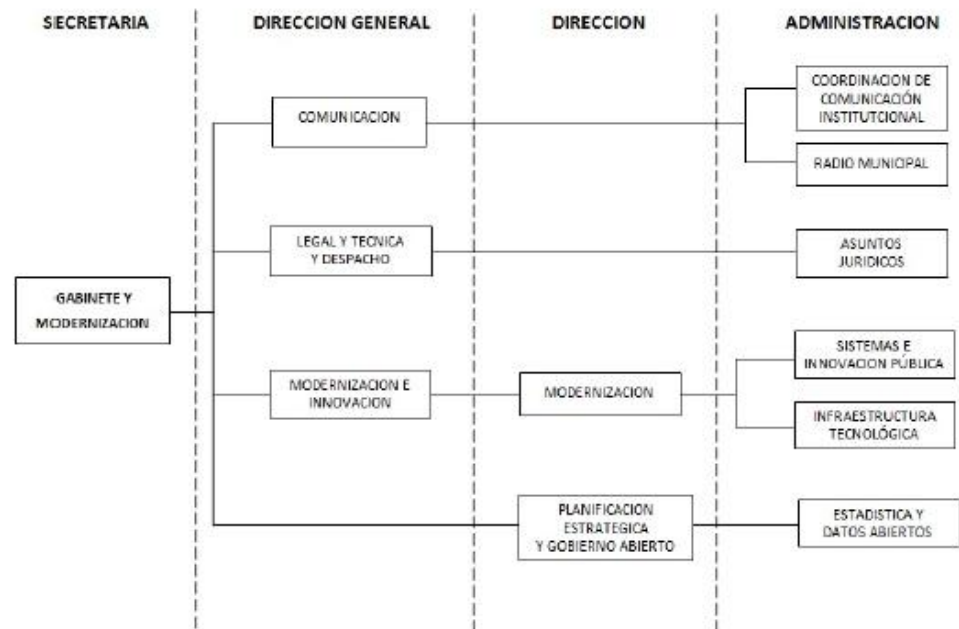 SECRETARIA
DIRECCION GENERAL
DIRECCION
ADMINISTRACION
COMUNICACION
COORDINACION DE
COMUNICACIÓN
INSTITUTCIONAL
RADIO MUNICIPAL
LEGAL Y TECNICA
Y DESPACHO
ASUNTOS
JURIDICOS
GABINETE Y
MODERNIZACION
MODERNIZACION E
INNOVACION
MODERNIZACION
SISTEMAS E
INNOVACION PÚBLICA
INFRAESTRUCTURA
TECNOLÓGICA
PLANIFICACION
ESTRATEGICA
Y GOBIERNO ABIERTO
ESTADISTICA Y
DATOS ABIERTOS